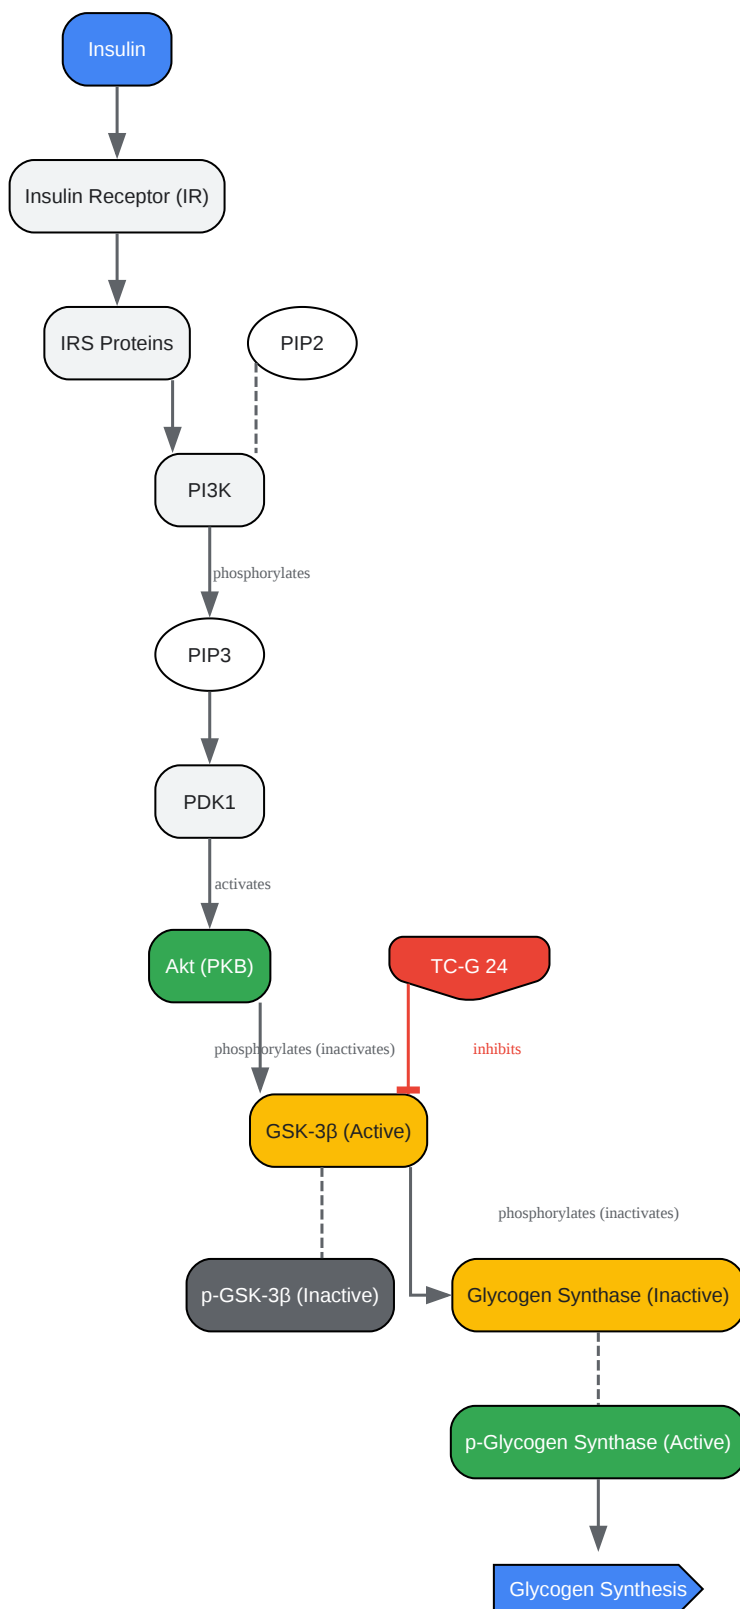 Insulin
Insulin Receptor (IR)
IRS Proteins
PIP2
PI3K
phosphorylates
PIP3
PDK1
activates
Akt (PKB)
TC-G 24
phosphorylates (inactivates)
inhibits
GSK-3β (Active)
phosphorylates (inactivates)
p-GSK-3β (Inactive)
Glycogen Synthase (Inactive)
p-Glycogen Synthase (Active)
Glycogen Synthesis